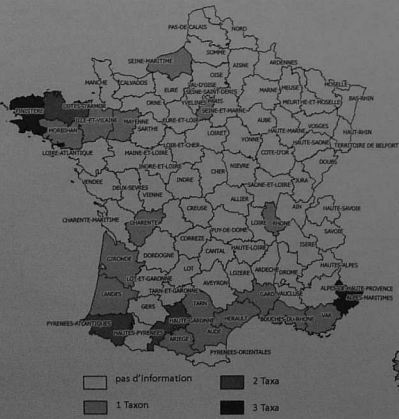 PAS-DE-CALAIS
NORD
SOMME
SEINE-MARITIME
AISNE
ARDENNES
OISE
MANCHE
CALVADOS
EURE
VAL-D'OISE
SEINE-SAINT-DENIS
YVELINES PARIS
SEINE-ET-MARNE
MARNE
MEUSE
MOSELLE
MEURTHE-ET-MOSELLE
BAS-RHIN
FINISTERE
COTES-D'ARMOR
ORNE
EURE-ET-LOIR
AUBE
VOSGES
HAUTE-MARNE
HAUT-RHIN
ILLE-ET-VILAINE
MAYENNE
SARTHE
MORBIHAN
LOIRET
YONNE
HAUTE-SAONE
TERRITOIRE DE BELFORT
LOIR-ET-CHER
COTE-D'OR
DOUBS
LOIRE-ATLANTIQUE
MAINE-ET-LOIRE
INDRE-ET-LOIRE
CHER
NIEVRE
JURA
VENDEE
DEUX-SEVRES
VIENNE
INDRE
SAONE-ET-LOIRE
ALLIER
CREUSE
AIN
HAUTE-SAVOIE
CHARENTE-MARITIME
CHARENTE
PUY-DE-DOME
LOIRE
RHONE
SAVOIE
CORREZE
ISERE
DORDOGNE
CANTAL
HAUTE-LOIRE
GIRONDE
ARDECHE
DROME
HAUTES-ALPES
LOT
LOZERE
LOT-ET-GARONNE
AVEYRON
TARN-ET-GARONNE
GARD
VAUCLUSE
ALPES-DE-HAUTE-PROVENCE
ALPES-MARITIMES
LANDES
GERS
TARN
HERAULT
BOUCHES-DU-RHONE
VAR
PYRENEES-ATLANTIQUES
HAUTE-GARONNE
HAUTES-PYRENEES
AUDE
ARIEGE
PYRENEES-ORIENTALES
pas d'information
2 Taxa
1 Taxon
3 Taxa